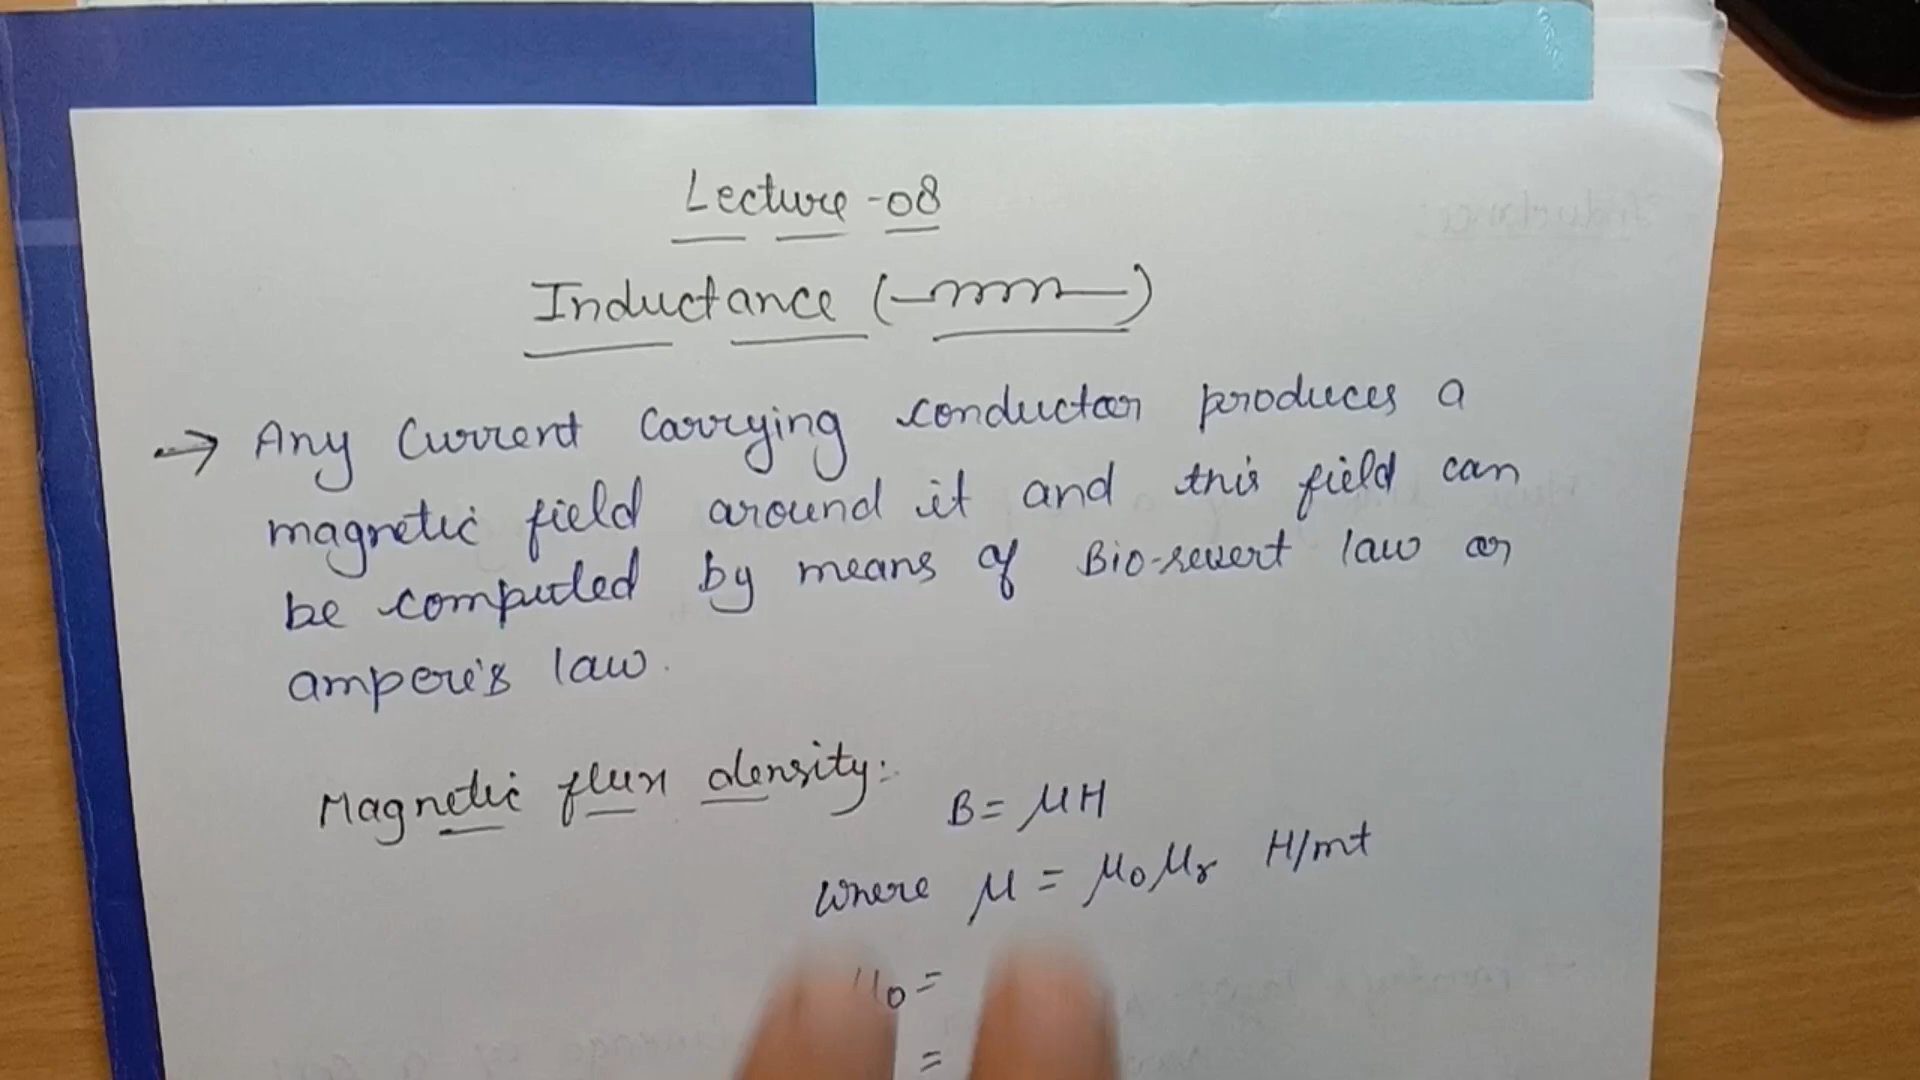 Lecture-08
Inductance ( )
→ Any Current Carrying conductor produces a
magnetic field around it and this field can
be computed by means of Bio-severt law or
ampere's law.
Magnetic flux density:
B = μH
where μ = μ₀μᵣ H/mt
μ₀ =
=